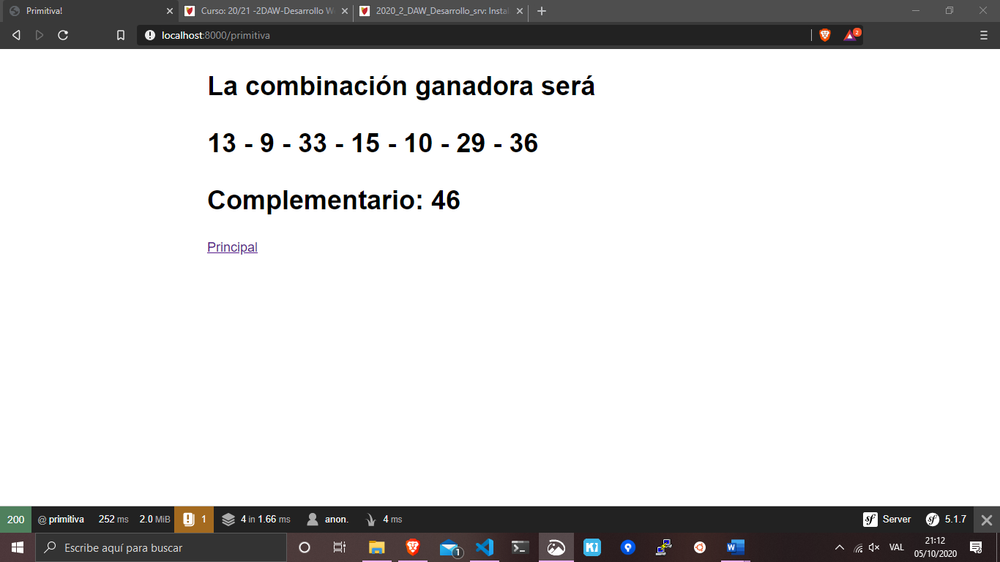 Primitiva!
Curso: 20/21 -2DAW-Desarrollo W
2020_2_DAW_Desarrollo_srv: Instal
localhost:8000/primitiva
2
La combinación ganadora será
13 - 9 - 33 - 15 - 10 - 29 - 36
Complementario: 46
Principal
200 @ primitiva 252 ms 2.0 MiB 1 4 in 1.66 ms anon. 4 ms sf Server sf 5.1.7
Escribe aquí para buscar
1
VAL
21:12
05/10/2020